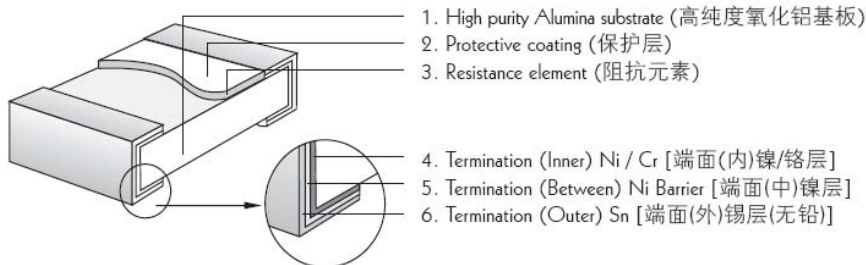 1. High purity Alumina substrate (高纯度氧化铝基板)
2. Protective coating (保护层)
3. Resistance element (阻抗元素)
4. Termination (Inner) Ni / Cr [端面(内)镍/铬层]
5. Termination (Between) Ni Barrier [端面(中)镍层]
6. Termination (Outer) Sn [端面(外)锡层(无铅)]